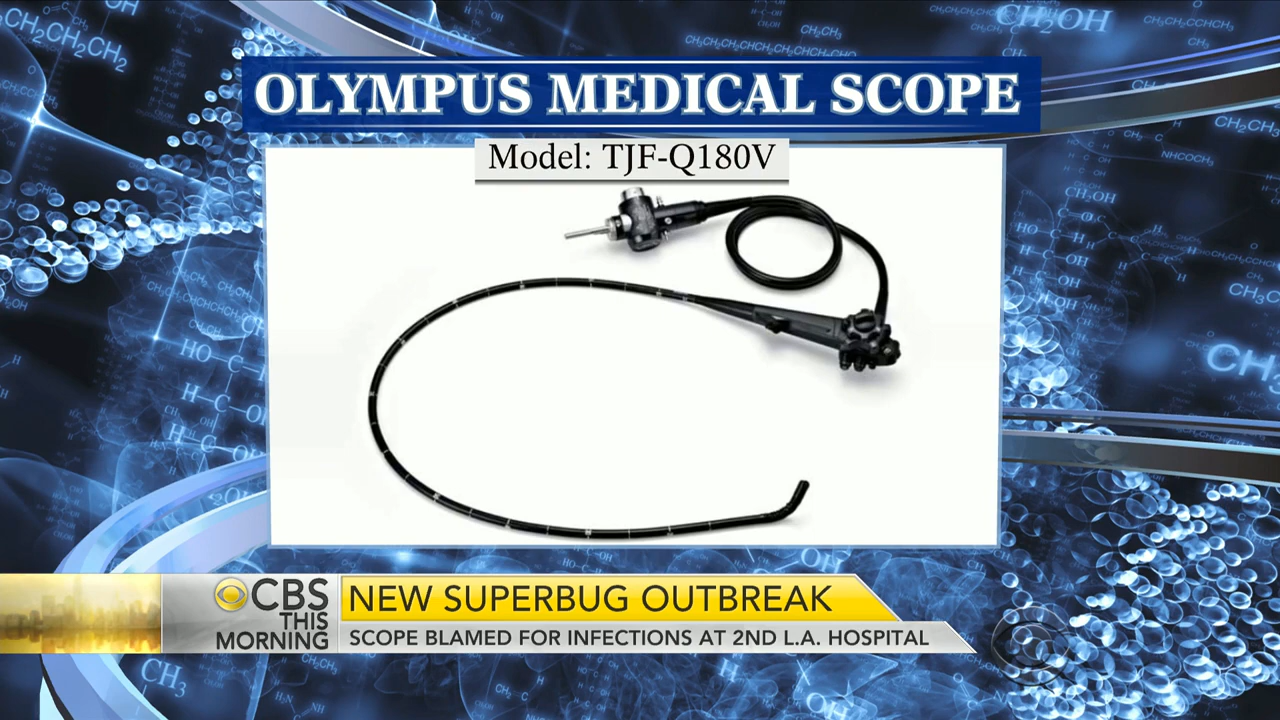 OLYMPUS MEDICAL SCOPE
Model: TJF-Q180V
CBS
THIS
MORNING
NEW SUPERBUG OUTBREAK
SCOPE BLAMED FOR INFECTIONS AT 2ND L.A. HOSPITAL